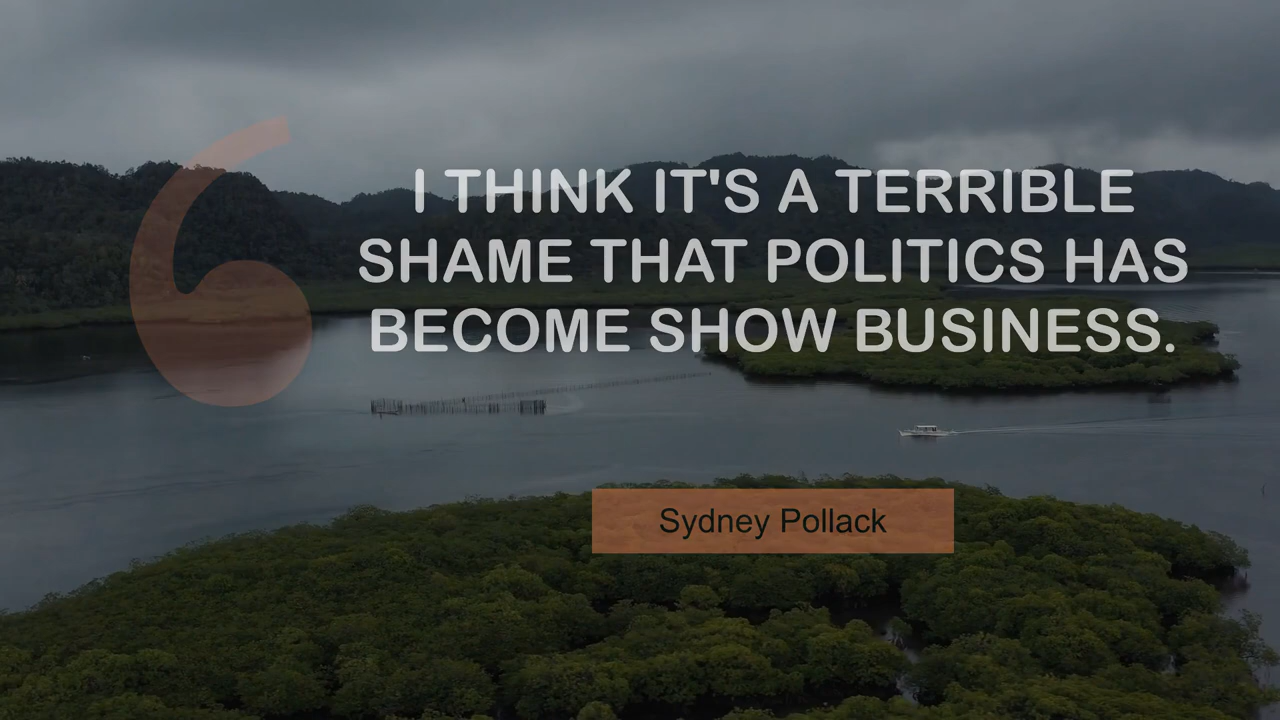 I THINK IT'S A TERRIBLE
SHAME THAT POLITICS HAS
BECOME SHOW BUSINESS.
Sydney Pollack